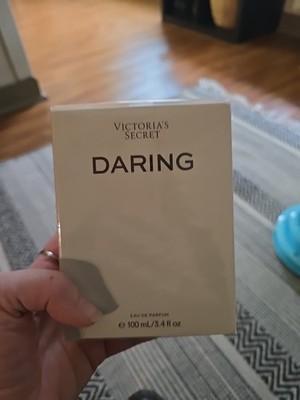 VICTORIA'S
SECRET
DARING
EAU DE PARFUM
℮ 100 mL/3.4 fl oz